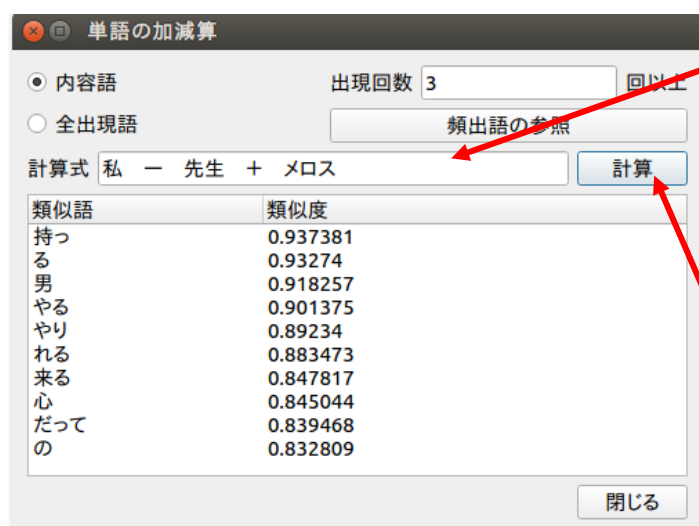 単語の加減算
内容語 出現回数 3 回以上
全出現語 頻出語の参照
計算式 私 ー 先生 + メロス 計算
類似語 類似度
持っ 0.937381
る 0.93274
男 0.918257
やる 0.901375
やり 0.89234
れる 0.883473
来る 0.847817
心 0.845044
だって 0.839468
の 0.832809
閉じる